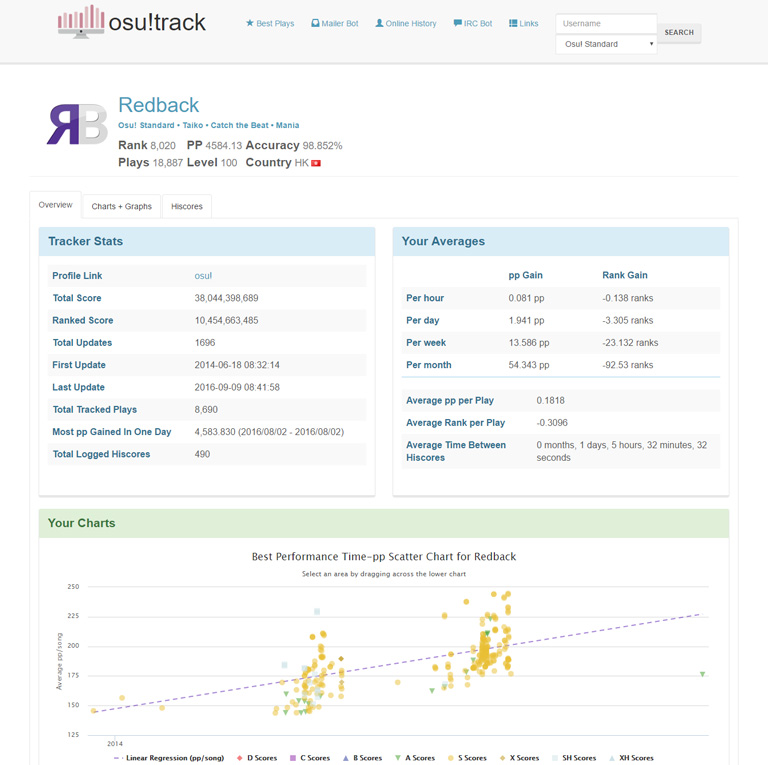 osu!track
Best Plays Mailer Bot Online History IRC Bot Links
Username
Osu! Standard
SEARCH
RB
Redback
Osu! Standard • Taiko • Catch the Beat • Mania
Rank 8,020 PP 4584.13 Accuracy 98.852%
Plays 18,887 Level 100 Country HK
Overview Charts + Graphs Hiscores
Tracker Stats
Profile Link osu!
Total Score 38,044,398,689
Ranked Score 10,454,663,485
Total Updates 1696
First Update 2014-06-18 08:32:14
Last Update 2016-09-09 08:41:58
Total Tracked Plays 8,690
Most pp Gained In One Day 4,583.830 (2016/08/02 - 2016/08/02)
Total Logged Hiscores 490
Your Averages
pp Gain Rank Gain
Per hour 0.081 pp -0.138 ranks
Per day 1.941 pp -3.305 ranks
Per week 13.586 pp -23.132 ranks
Per month 54.343 pp -92.53 ranks
Average pp per Play 0.1818
Average Rank per Play -0.3096
Average Time Between Hiscores 0 months, 1 days, 5 hours, 32 minutes, 32
seconds
Your Charts
Best Performance Time-pp Scatter Chart for Redback
Select an area by dragging across the lower chart
Average pp/song
250
225
200
175
150
125
2014
Linear Regression (pp/song) D Scores C Scores B Scores A Scores S Scores X Scores SH Scores XH Scores